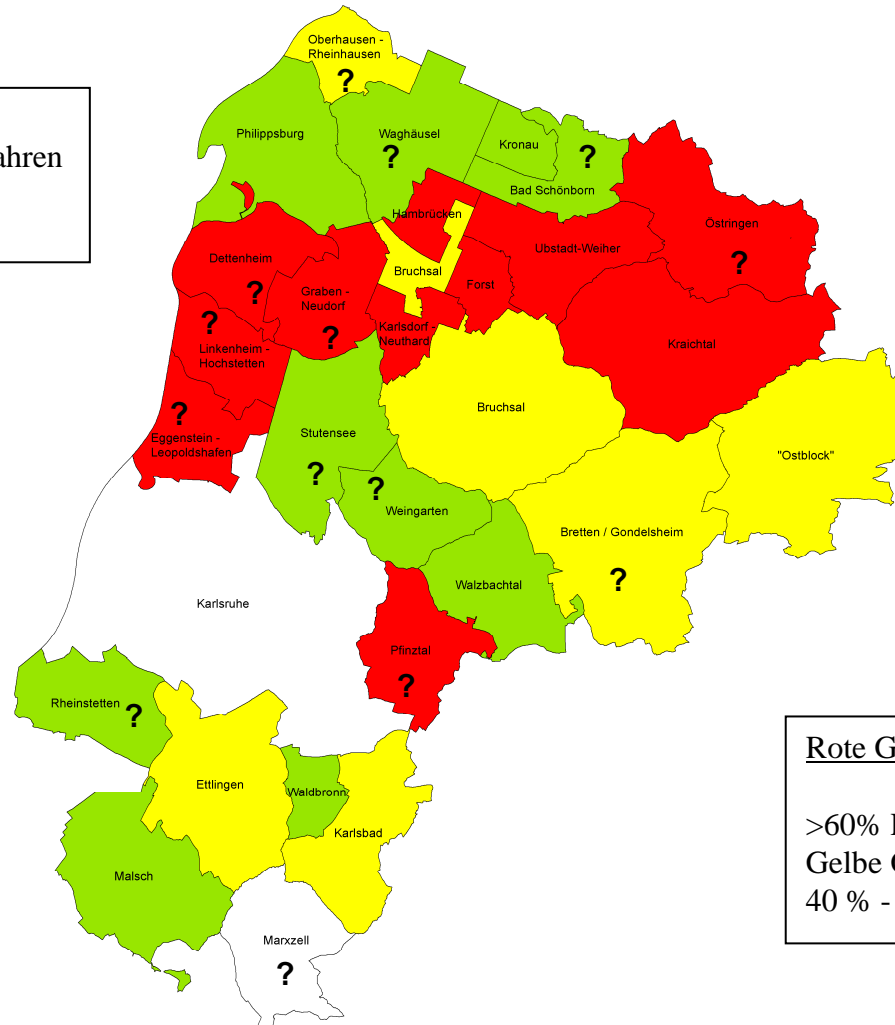 Oberhausen -
Rheinhausen
?
ahren
Philippsburg
Waghäusel
?
Kronau
?
Bad Schönborn
Hambrücken
Östringen
?
Ubstadt-Weiher
Dettenheim
?
Bruchsal
Forst
Graben -
Neudorf
?
?
Linkenheim -
Hochstetten
Karlsdorf -
Neuthard
Kraichtal
?
Eggenstein -
Leopoldshafen
Bruchsal
Stutensee
?
"Ostblock"
?
Weingarten
Bretten / Gondelsheim
?
Walzbachtal
Karlsruhe
Pfinztal
?
Rheinstetten ?
Ettlingen
Waldbronn
Karlsbad
Malsch
Marxzell
?
Rote G
>60%
Gelbe
40 % -